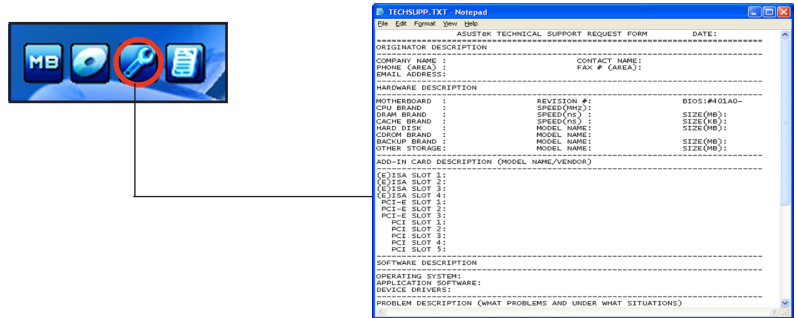 MB
TECHSUPP.TXT - Notepad
File Edit Format View Help
ASUSTeK TECHNICAL SUPPORT REQUEST FORM DATE:
ORIGINATOR DESCRIPTION
COMPANY NAME : CONTACT NAME:
PHONE (AREA) : FAX # (AREA):
EMAIL ADDRESS:
HARDWARE DESCRIPTION
MOTHERBOARD : REVISION #: BIOS:#401A0-
CPU BRAND : SPEED(MHz):
DRAM BRAND : SPEED(ns) : SIZE(MB):
CACHE BRAND : SPEED(ns) : SIZE(KB):
HARD DISK : MODEL NAME: SIZE(MB):
CDROM BRAND : MODEL NAME:
BACKUP BRAND : MODEL NAME: SIZE(MB):
OTHER STORAGE: MODEL NAME: SIZE(MB):
ADD-IN CARD DESCRIPTION (MODEL NAME/VENDOR)
(E)ISA SLOT 1:
(E)ISA SLOT 2:
(E)ISA SLOT 3:
(E)ISA SLOT 4:
PCI-E SLOT 1:
PCI-E SLOT 2:
PCI-E SLOT 3:
PCI SLOT 1:
PCI SLOT 2:
PCI SLOT 3:
PCI SLOT 4:
PCI SLOT 5:
SOFTWARE DESCRIPTION
OPERATING SYSTEM:
APPLICATION SOFTWARE:
DEVICE DRIVERS:
PROBLEM DESCRIPTION (WHAT PROBLEMS AND UNDER WHAT SITUATIONS)